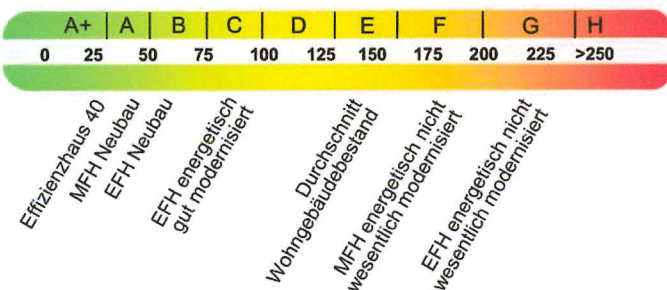 A+ A B C D E F G H
0 25 50 75 100 125 150 175 200 225 >250
Effizienzhaus 40
MFH Neubau
EFH Neubau
EFH energetisch
gut modernisiert
Durchschnitt
Wohngebäudebestand
MFH energetisch nicht
wesentlich modernisiert
EFH energetisch nicht
wesentlich modernisiert